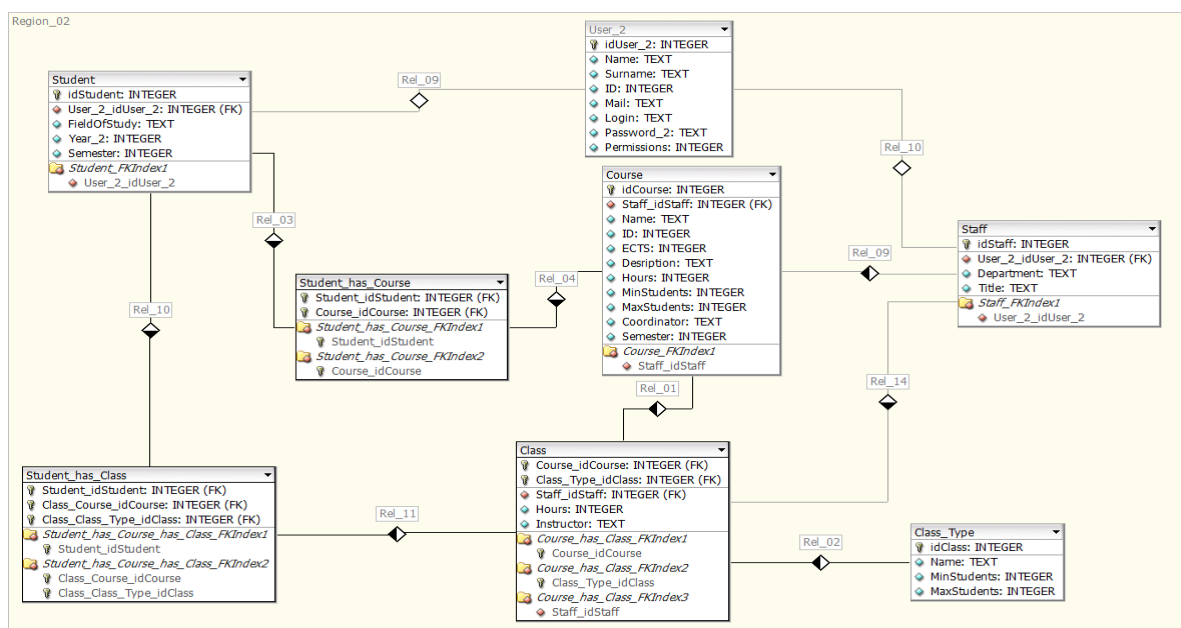 Region_02
User_2
idUser_2: INTEGER
Name: TEXT
Surname: TEXT
ID: INTEGER
Mail: TEXT
Login: TEXT
Password_2: TEXT
Permissions: INTEGER
Student
idStudent: INTEGER
User_2_idUser_2: INTEGER (FK)
FieldOfStudy: TEXT
Year_2: INTEGER
Semester: INTEGER
Student_FKIndex1
User_2_idUser_2
Rel_09
Rel_10
Course
idCourse: INTEGER
Staff_idStaff: INTEGER (FK)
Name: TEXT
ID: INTEGER
ECTS: INTEGER
Desription: TEXT
Hours: INTEGER
MinStudents: INTEGER
MaxStudents: INTEGER
Coordinator: TEXT
Semester: INTEGER
Course_FKIndex1
Staff_idStaff
Rel_03
Staff
idStaff: INTEGER
User_2_idUser_2: INTEGER (FK)
Department: TEXT
Title: TEXT
Staff_FKIndex1
User_2_idUser_2
Rel_09
Student_has_Course
Student_idStudent: INTEGER (FK)
Course_idCourse: INTEGER (FK)
Student_has_Course_FKIndex1
Student_idStudent
Student_has_Course_FKIndex2
Course_idCourse
Rel_04
Rel_10
Rel_01
Rel_14
Class
Course_idCourse: INTEGER (FK)
Class_Type_idClass: INTEGER (FK)
Staff_idStaff: INTEGER (FK)
Hours: INTEGER
Instructor: TEXT
Course_has_Class_FKIndex1
Course_idCourse
Course_has_Class_FKIndex2
Class_Type_idClass
Course_has_Class_FKIndex3
Staff_idStaff
Student_has_Class
Student_idStudent: INTEGER (FK)
Class_Course_idCourse: INTEGER (FK)
Class_Class_Type_idClass: INTEGER (FK)
Student_has_Course_has_Class_FKIndex1
Student_idStudent
Student_has_Course_has_Class_FKIndex2
Class_Course_idCourse
Class_Class_Type_idClass
Rel_11
Rel_02
Class_Type
idClass: INTEGER
Name: TEXT
MinStudents: INTEGER
MaxStudents: INTEGER